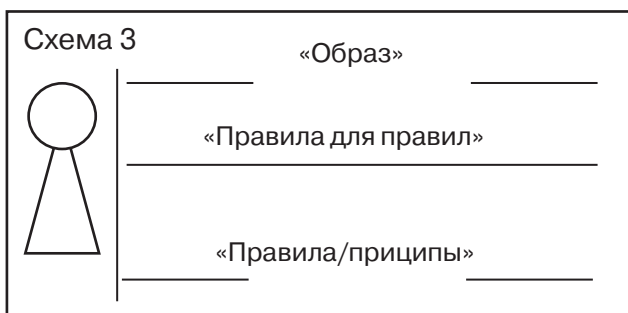 Схема 3
«Образ»
«Правила для правил»
«Правила/приципы»